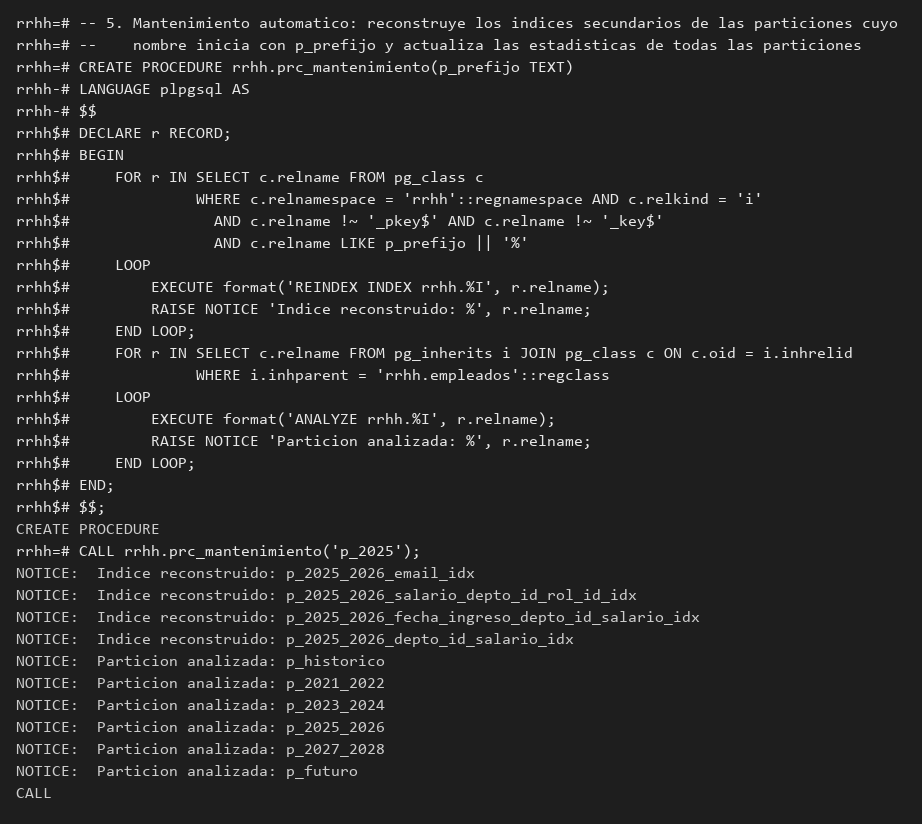 rrhh=# -- 5. Mantenimiento automatico: reconstruye los indices secundarios de las particiones cuyo
rrhh=# --    nombre inicia con p_prefijo y actualiza las estadisticas de todas las particiones
rrhh=# CREATE PROCEDURE rrhh.prc_mantenimiento(p_prefijo TEXT)
rrhh-# LANGUAGE plpgsql AS
rrhh-# $$
rrhh$# DECLARE r RECORD;
rrhh$# BEGIN
rrhh$#     FOR r IN SELECT c.relname FROM pg_class c
rrhh$#              WHERE c.relnamespace = 'rrhh'::regnamespace AND c.relkind = 'i'
rrhh$#                AND c.relname !~ '_pkey$' AND c.relname !~ '_key$'
rrhh$#                AND c.relname LIKE p_prefijo || '%'
rrhh$#     LOOP
rrhh$#         EXECUTE format('REINDEX INDEX rrhh.%I', r.relname);
rrhh$#         RAISE NOTICE 'Indice reconstruido: %', r.relname;
rrhh$#     END LOOP;
rrhh$#     FOR r IN SELECT c.relname FROM pg_inherits i JOIN pg_class c ON c.oid = i.inhrelid
rrhh$#              WHERE i.inhparent = 'rrhh.empleados'::regclass
rrhh$#     LOOP
rrhh$#         EXECUTE format('ANALYZE rrhh.%I', r.relname);
rrhh$#         RAISE NOTICE 'Particion analizada: %', r.relname;
rrhh$#     END LOOP;
rrhh$# END;
rrhh$# $$;
CREATE PROCEDURE
rrhh=# CALL rrhh.prc_mantenimiento('p_2025');
NOTICE:  Indice reconstruido: p_2025_2026_email_idx
NOTICE:  Indice reconstruido: p_2025_2026_salario_depto_id_rol_id_idx
NOTICE:  Indice reconstruido: p_2025_2026_fecha_ingreso_depto_id_salario_idx
NOTICE:  Indice reconstruido: p_2025_2026_depto_id_salario_idx
NOTICE:  Particion analizada: p_historico
NOTICE:  Particion analizada: p_2021_2022
NOTICE:  Particion analizada: p_2023_2024
NOTICE:  Particion analizada: p_2025_2026
NOTICE:  Particion analizada: p_2027_2028
NOTICE:  Particion analizada: p_futuro
CALL